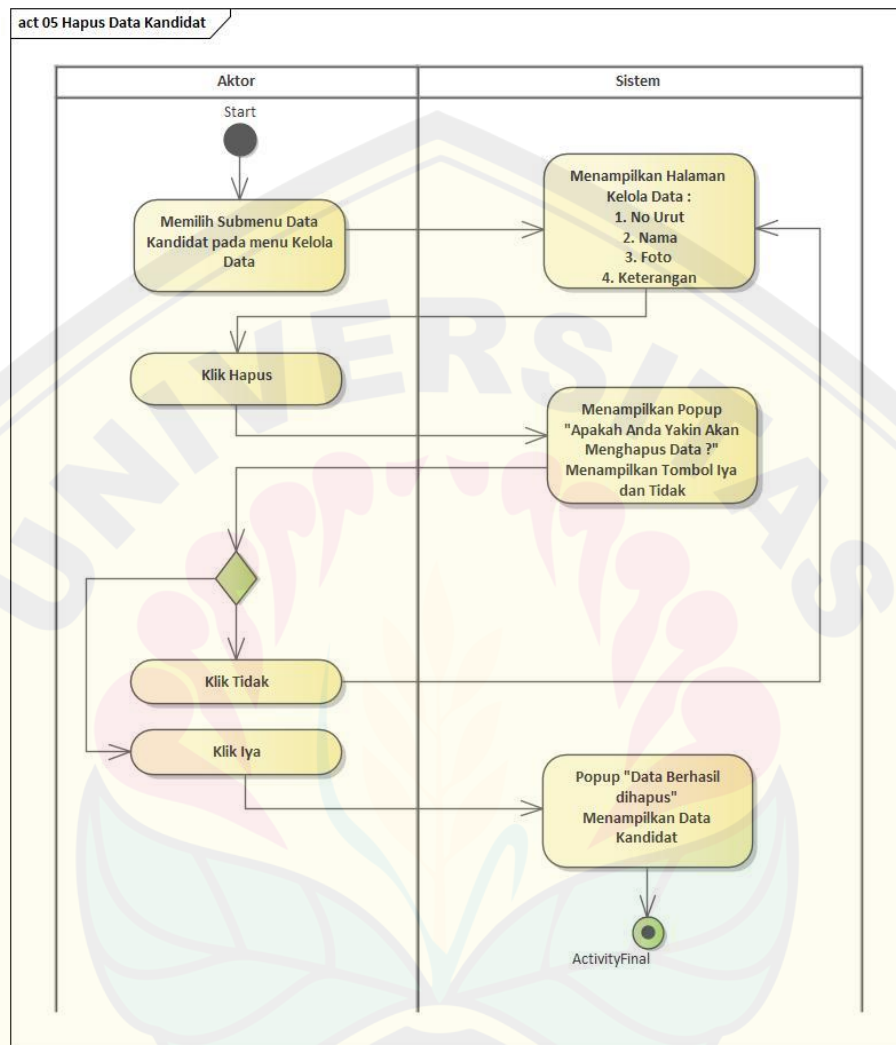 act 05 Hapus Data Kandidat
Aktor
Sistem
Start
Memilih Submenu Data
Kandidat pada menu Kelola
Data
Menampilkan Halaman
Kelola Data :
1. No Urut
2. Nama
3. Foto
4. Keterangan
Klik Hapus
Menampilkan Popup
"Apakah Anda Yakin Akan
Menghapus Data ?"
Menampilkan Tombol Iya
dan Tidak
Klik Tidak
Klik Iya
Popup "Data Berhasil
dihapus"
Menampilkan Data
Kandidat
ActivityFinal
UNIVERSITAS